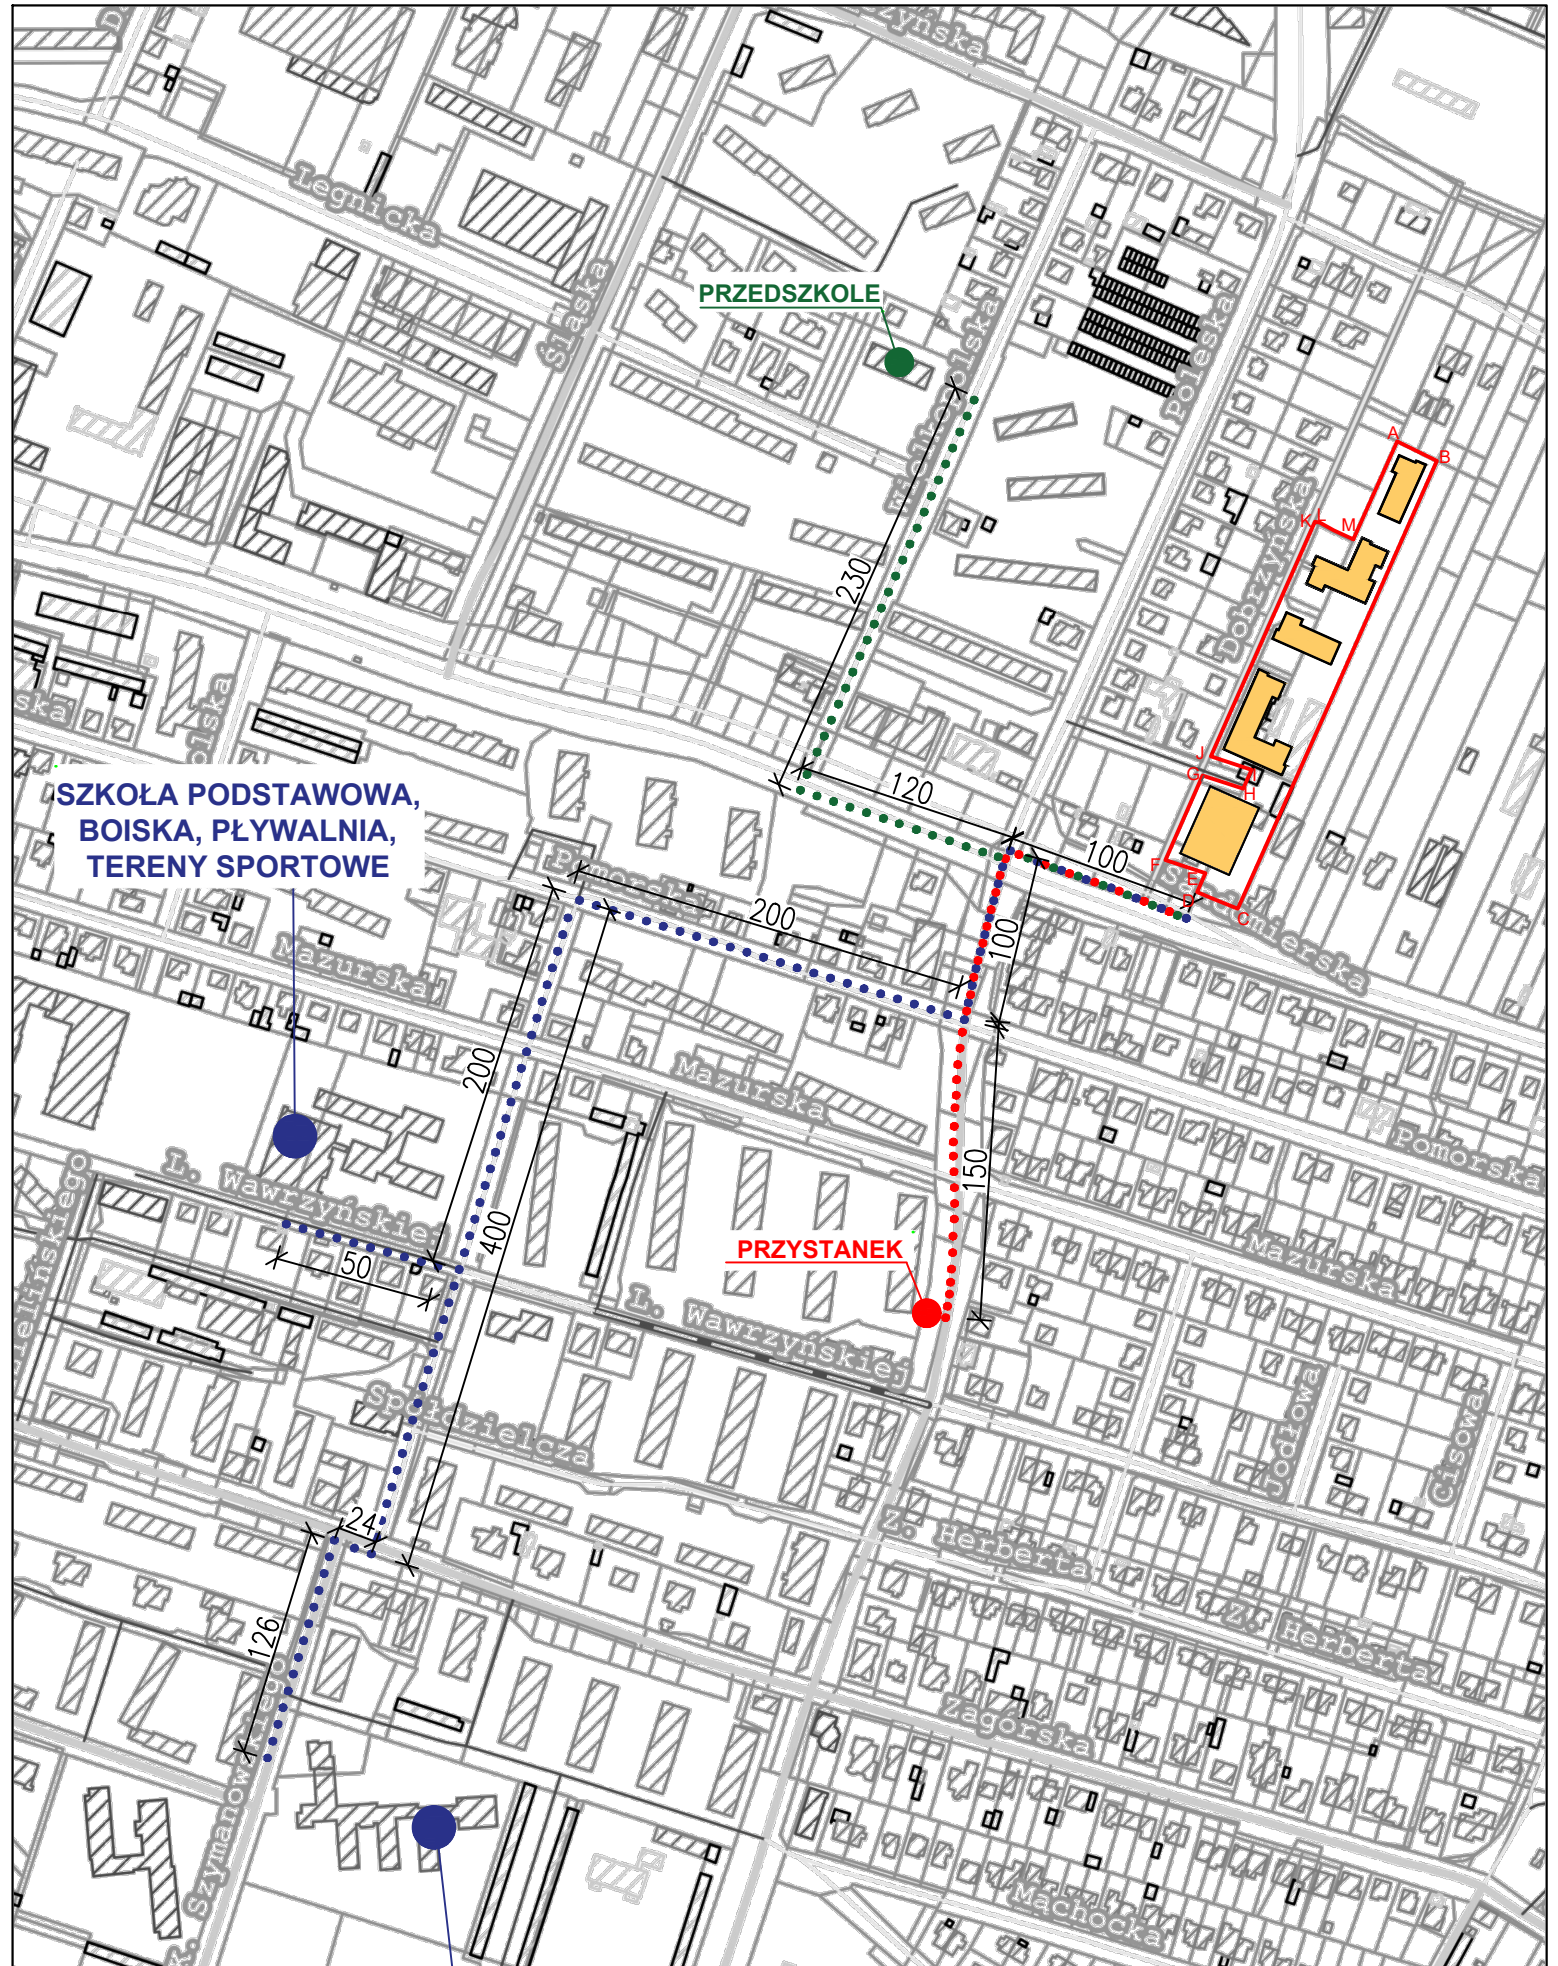 Legnicka
Śląska
PRZEDSZKOLE
Poleska
A
B
K
L
M
Dobrzyńska
230
J
G
H
120
SZKOŁA PODSTAWOWA,
BOISKA, PŁYWALNIA,
TERENY SPORTOWE
100
F
E
D
C
200
100
Mazurska
200
Mazurska
Pomorska
150
L. Wawrzyńskiej
400
PRZYSTANEK
50
Mazurska
L. Wawrzyńskiej
Spółdzielcza
Jodłowa
Cisowa
24
Z. Herberta
126
Z. Herberta
Zagórska
Machocka